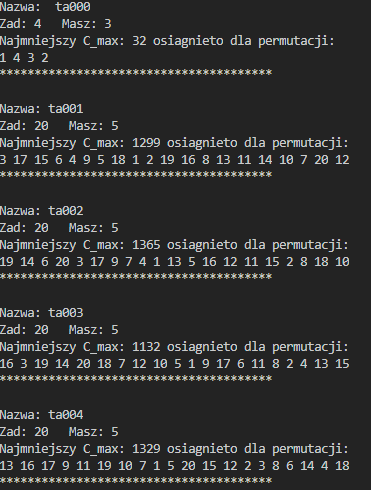 Nazwa:  ta000
Zad: 4   Masz: 3
Najmniejszy C_max: 32 osiagnieto dla permutacji:
1 4 3 2
***************************************
Nazwa: ta001
Zad: 20   Masz: 5
Najmniejszy C_max: 1299 osiagnieto dla permutacji:
3 17 15 6 4 9 5 18 1 2 19 16 8 13 11 14 10 7 20 12
***************************************
Nazwa: ta002
Zad: 20   Masz: 5
Najmniejszy C_max: 1365 osiagnieto dla permutacji:
19 14 6 20 3 17 9 7 4 1 13 5 16 12 11 15 2 8 18 10
***************************************
Nazwa: ta003
Zad: 20   Masz: 5
Najmniejszy C_max: 1132 osiagnieto dla permutacji:
16 3 19 14 20 18 7 12 10 5 1 9 17 6 11 8 2 4 13 15
***************************************
Nazwa: ta004
Zad: 20   Masz: 5
Najmniejszy C_max: 1329 osiagnieto dla permutacji:
13 16 17 9 11 19 10 7 1 5 20 15 12 2 3 8 6 14 4 18
***************************************